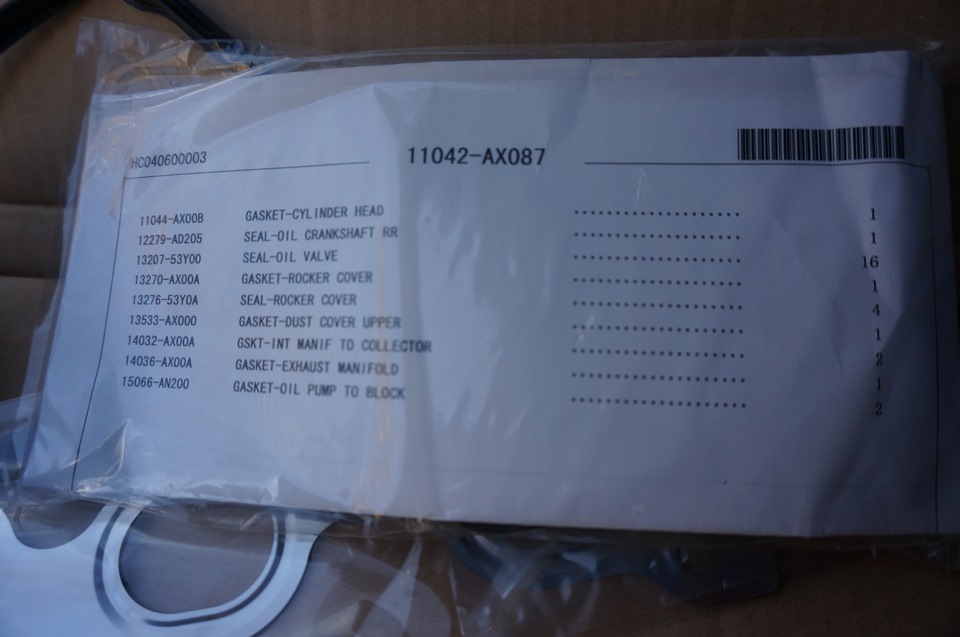 HC040600003 11042-AX087
11044-AX00B GASKET-CYLINDER HEAD .................... 1
12279-AD205 SEAL-OIL CRANKSHAFT RR .................... 1
13207-53Y00 SEAL-OIL VALVE .................... 16
13270-AX00A GASKET-ROCKER COVER .................... 1
13276-53Y0A SEAL-ROCKER COVER .................... 4
13533-AX000 GASKET-DUST COVER UPPER .................... 1
14032-AX00A GSKT-INT MANIF TO COLLECTOR .................... 2
14036-AX00A GASKET-EXHAUST MANIFOLD .................... 1
15066-AN200 GASKET-OIL PUMP TO BLOCK .................... 2